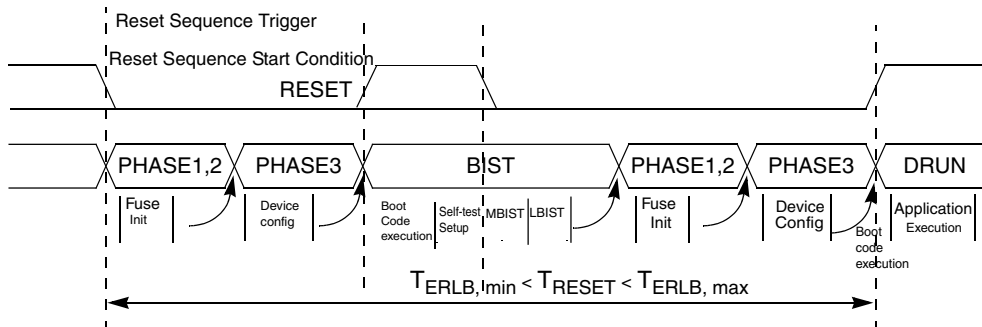 Reset Sequence Trigger
Reset Sequence Start Condition
RESET
PHASE1,2
PHASE3
BIST
PHASE1,2
PHASE3
DRUN
Fuse
Init
Device
config
Boot
Code
execution
Self-test
Setup
MBIST
LBIST
Fuse
Init
Device
Config
Boot
code
execution
Application
Execution
TERLB, min < TRESET < TERLB, max